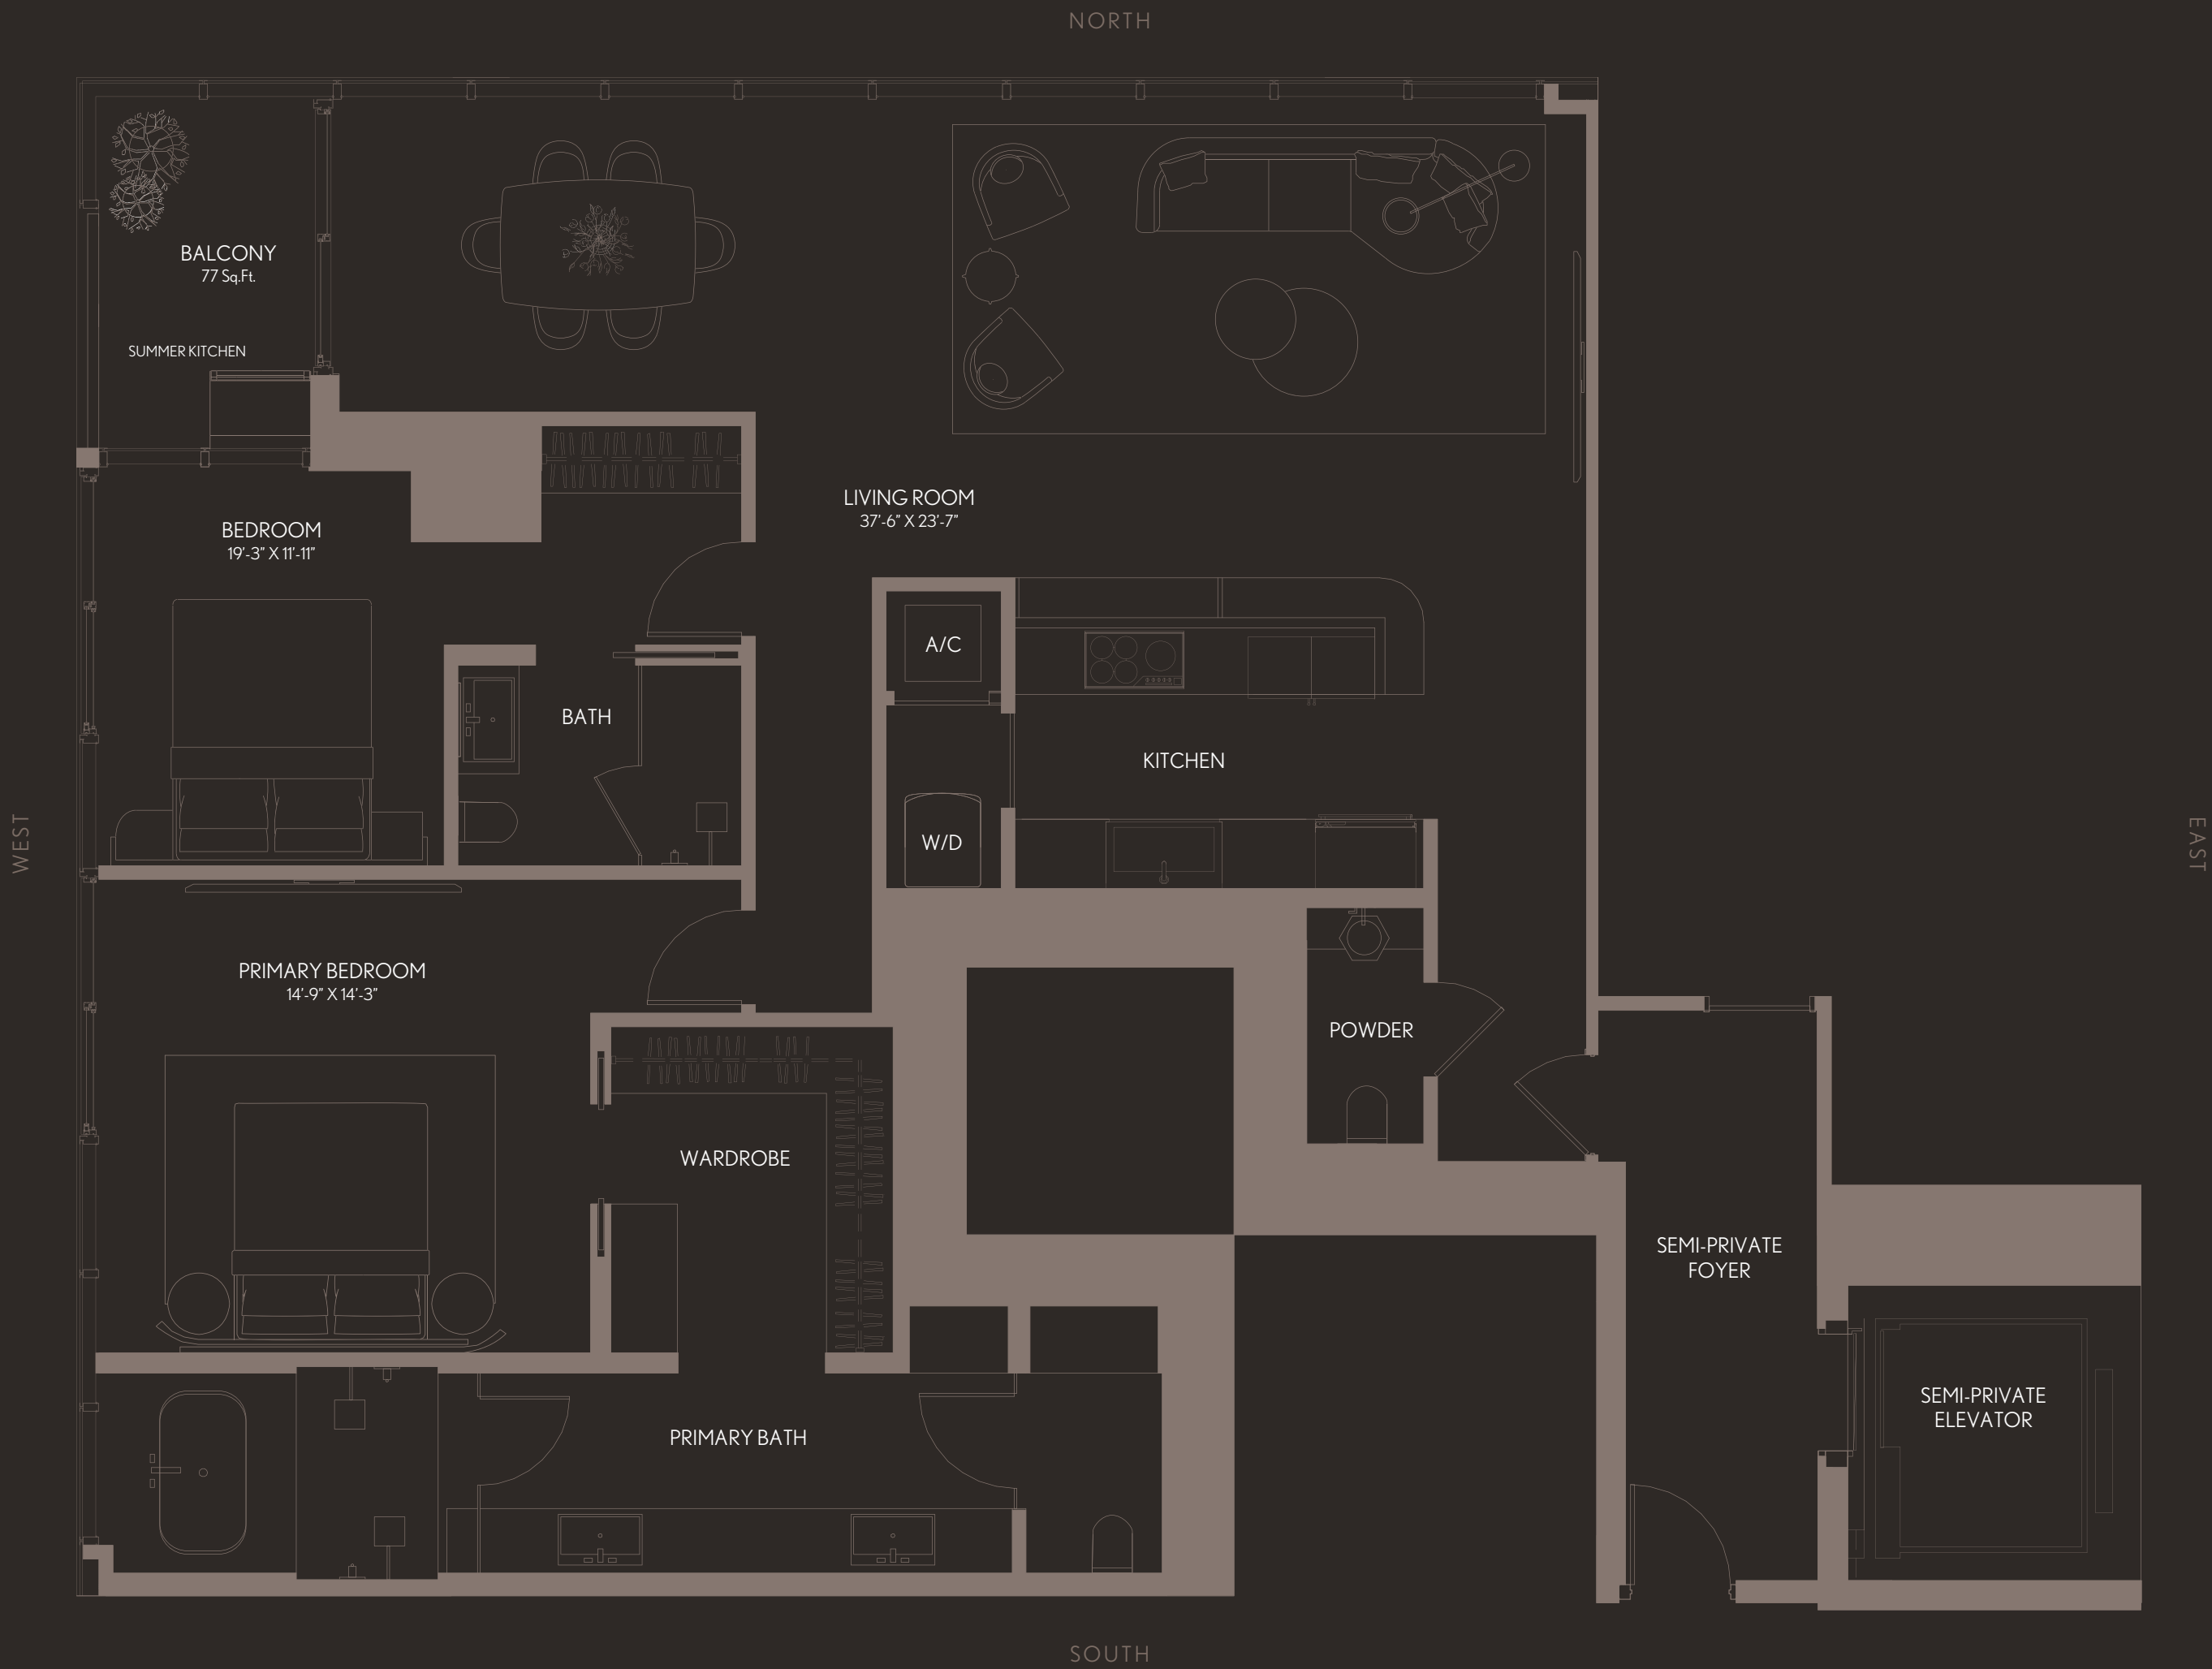 NORTH
BALCONY
77 Sq.Ft.
SUMMER KITCHEN
LIVING ROOM
37'-6" X 23'-7"
BEDROOM
19'-3" X 11'-11"
A/C
BATH
KITCHEN
WEST
W/D
EAST
PRIMARY BEDROOM
14'-9" X 14'-3"
POWDER
WARDROBE
SEMI-PRIVATE
FOYER
SEMI-PRIVATE
ELEVATOR
PRIMARY BATH
SOUTH